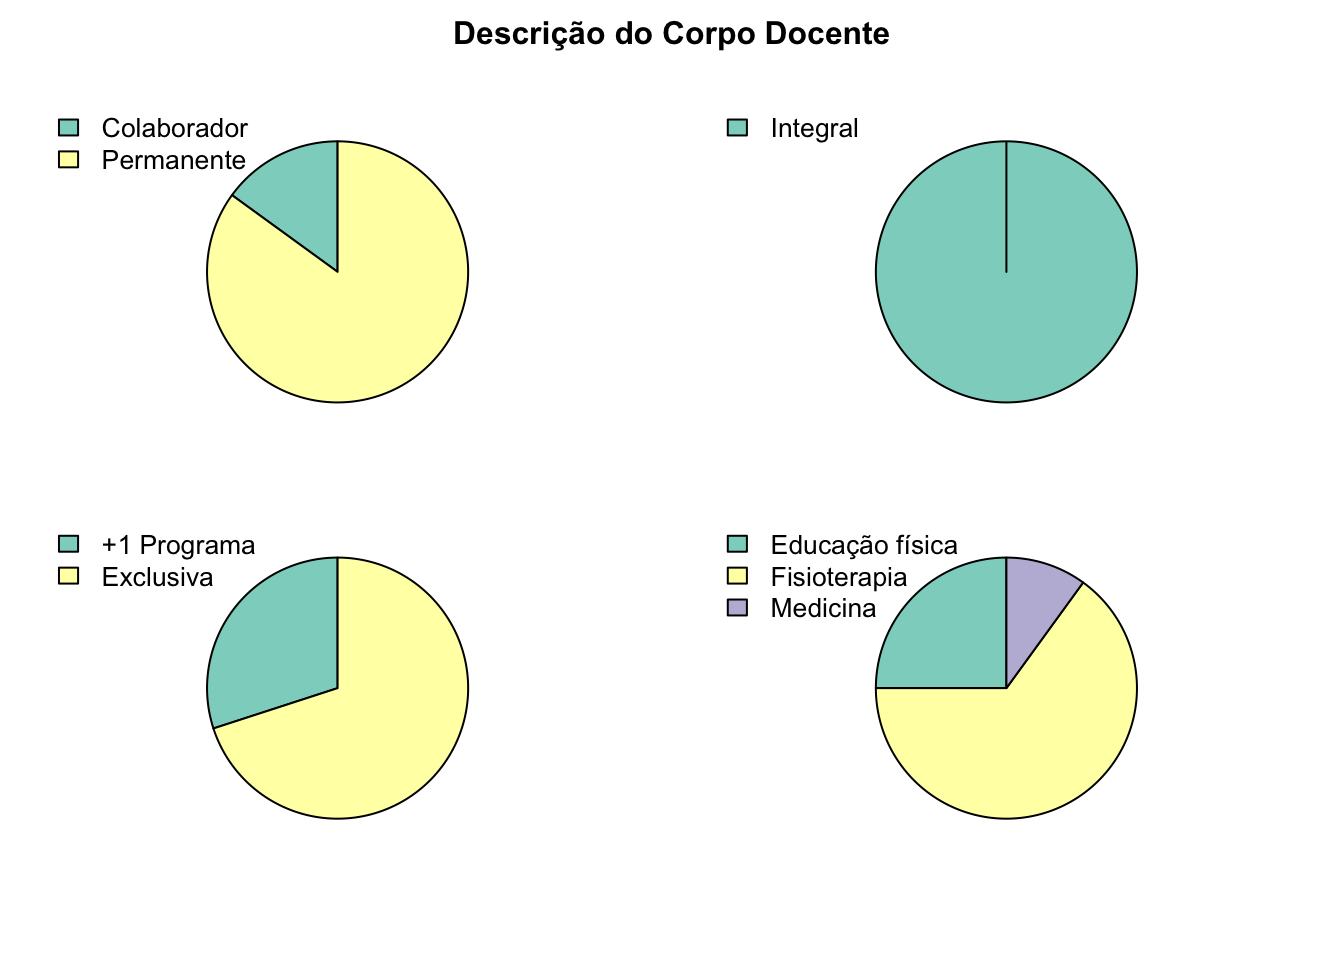 Descrição do Corpo Docente
Colaborador
Permanente
Integral
+1 Programa
Exclusiva
Educação física
Fisioterapia
Medicina